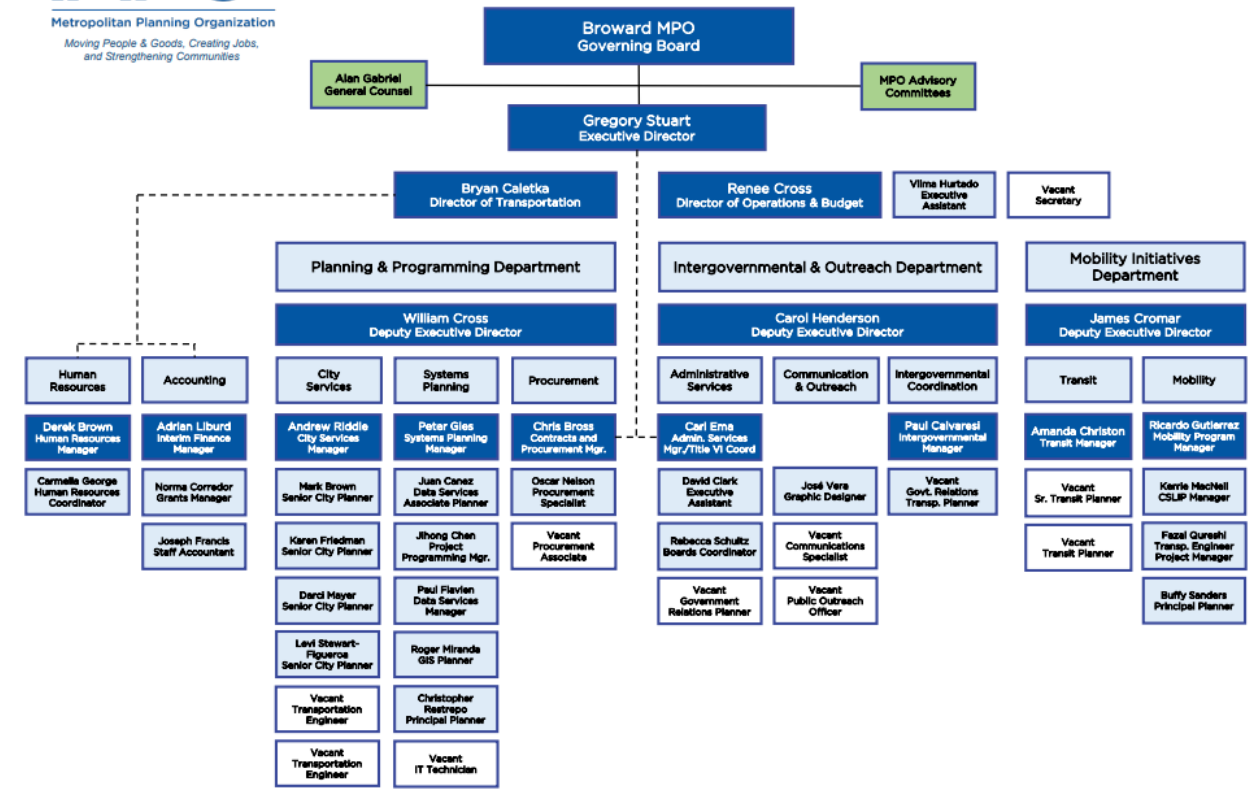 Metropolitan Planning Organization
Moving People & Goods, Creating Jobs,
and Strengthening Communities
Broward MPO
Governing Board
Alan Gabriel
General Counsel
MPO Advisory
Committees
Gregory Stuart
Executive Director
Bryan Caletka
Director of Transportation
Renee Cross
Director of Operations & Budget
Vilma Hurtado
Executive
Assistant
Vacant
Secretary
Planning & Programming Department
Intergovernmental & Outreach Department
Mobility Initiatives
Department
William Cross
Deputy Executive Director
Carol Henderson
Deputy Executive Director
James Cromar
Deputy Executive Director
Human
Resources
Accounting
City
Services
Systems
Planning
Procurement
Administrative
Services
Communication
& Outreach
Intergovernmental
Coordination
Transit
Mobility
Derek Brown
Human Resources
Manager
Adrian Liburd
Interim Finance
Manager
Andrew Riddle
City Services
Manager
Peter Gies
Systems Planning
Manager
Chris Bross
Contracts and
Procurement Mgr.
Carl Ema
Admin. Services
Mgr./Title VI Coord
Paul Calvaresi
Intergovernmental
Manager
Amanda Christon
Transit Manager
Ricardo Gutierrez
Mobility Program
Manager
Carmella George
Human Resources
Coordinator
Norma Corredor
Grants Manager
Mark Brown
Senior City Planner
Juan Canez
Data Services
Associate Planner
Oscar Nelson
Procurement
Specialist
David Clark
Executive
Assistant
José Vera
Graphic Designer
Vacant
Govt. Relations
Transp. Planner
Vacant
Sr. Transit Planner
Kerrie MacNeil
CSLIP Manager
Joseph Francis
Staff Accountant
Karen Friedman
Senior City Planner
Jihong Chen
Project
Programming Mgr.
Vacant
Procurement
Associate
Rebecca Schultz
Boards Coordinator
Vacant
Communications
Specialist
Vacant
Transit Planner
Fazal Qureshi
Transp. Engineer
Project Manager
Darci Mayer
Senior City Planner
Paul Flavien
Data Services
Manager
Vacant
Government
Relations Planner
Vacant
Public Outreach
Officer
Buffy Sanders
Principal Planner
Levi Stewart-
Figueroa
Senior City Planner
Roger Miranda
GIS Planner
Vacant
Transportation
Engineer
Christopher
Restrepo
Principal Planner
Vacant
Transportation
Engineer
Vacant
IT Technician